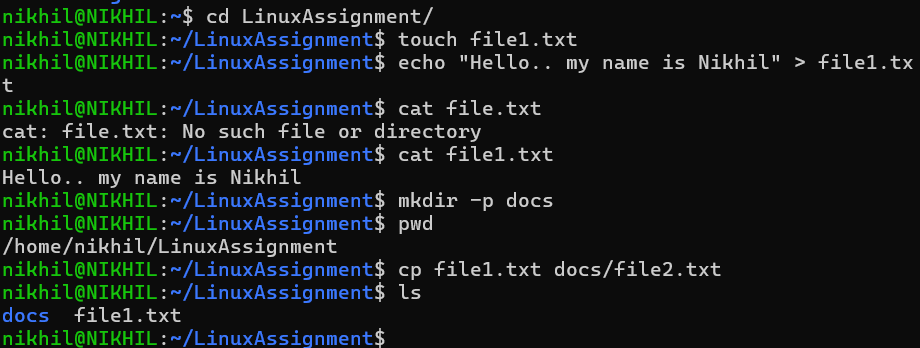 nikhil@NIKHIL:~$ cd LinuxAssignment/
nikhil@NIKHIL:~/LinuxAssignment$ touch file1.txt
nikhil@NIKHIL:~/LinuxAssignment$ echo "Hello.. my name is Nikhil" > file1.tx
t
nikhil@NIKHIL:~/LinuxAssignment$ cat file.txt
cat: file.txt: No such file or directory
nikhil@NIKHIL:~/LinuxAssignment$ cat file1.txt
Hello.. my name is Nikhil
nikhil@NIKHIL:~/LinuxAssignment$ mkdir -p docs
nikhil@NIKHIL:~/LinuxAssignment$ pwd
/home/nikhil/LinuxAssignment
nikhil@NIKHIL:~/LinuxAssignment$ cp file1.txt docs/file2.txt
nikhil@NIKHIL:~/LinuxAssignment$ ls
docs  file1.txt
nikhil@NIKHIL:~/LinuxAssignment$